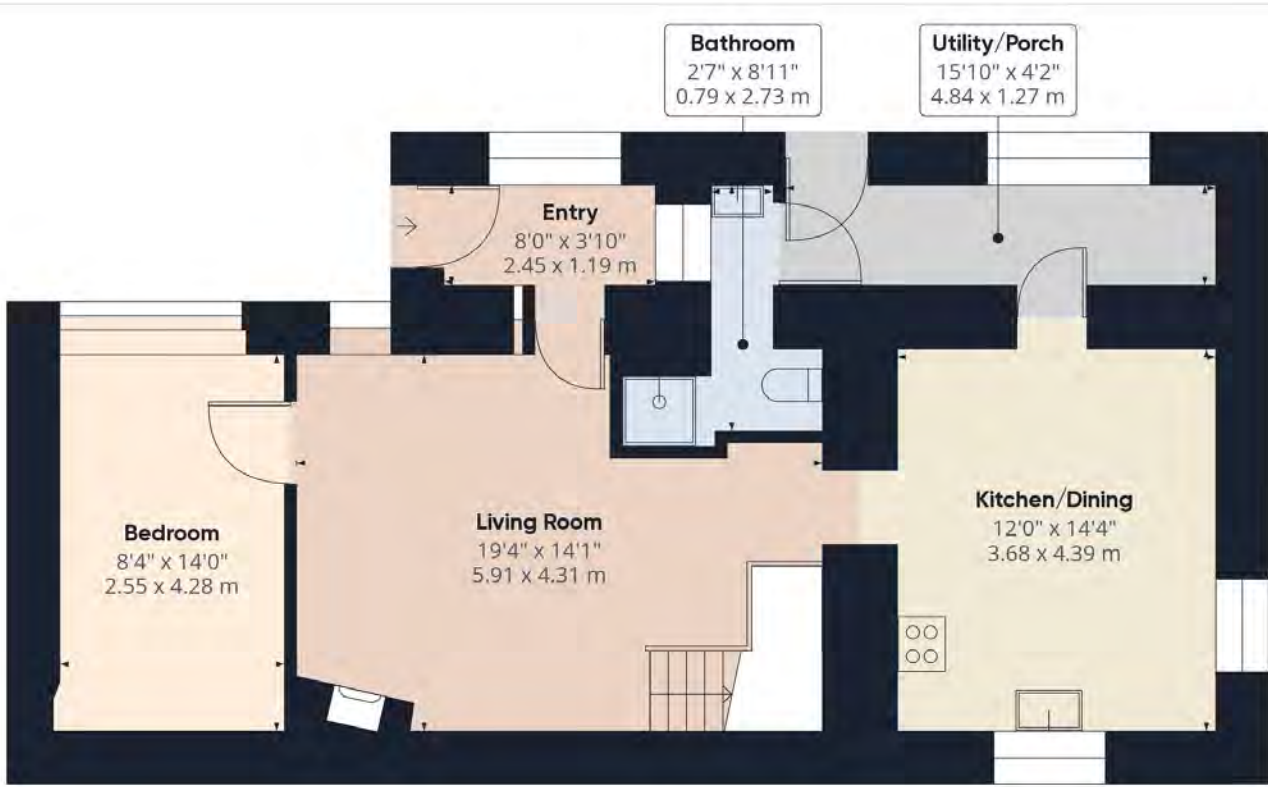 Bathroom
2'7" x 8'11"
0.79 x 2.73 m
Utility/Porch
15'10" x 4'2"
4.84 x 1.27 m
Entry
8'0" x 3'10"
2.45 x 1.19 m
Bedroom
8'4" x 14'0"
2.55 x 4.28 m
Living Room
19'4" x 14'1"
5.91 x 4.31 m
Kitchen/Dining
12'0" x 14'4"
3.68 x 4.39 m